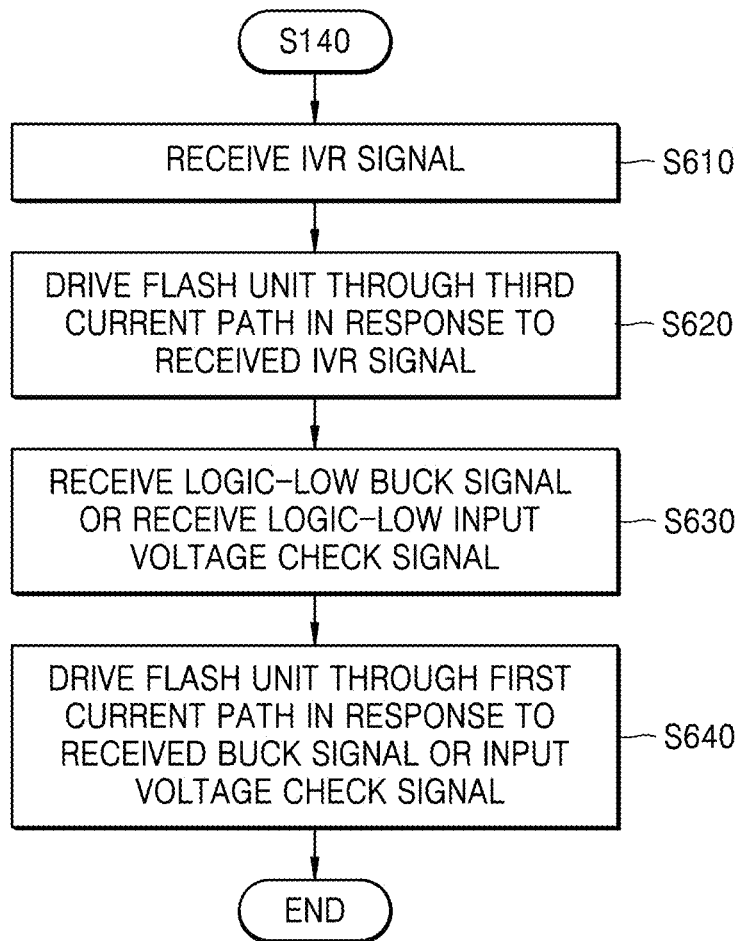 S140
RECEIVE IVR SIGNAL
S610
DRIVE FLASH UNIT THROUGH THIRD
CURRENT PATH IN RESPONSE TO
RECEIVED IVR SIGNAL
S620
RECEIVE LOGIC-LOW BUCK SIGNAL
OR RECEIVE LOGIC-LOW INPUT
VOLTAGE CHECK SIGNAL
S630
DRIVE FLASH UNIT THROUGH FIRST
CURRENT PATH IN RESPONSE TO
RECEIVED BUCK SIGNAL OR INPUT
VOLTAGE CHECK SIGNAL
S640
END